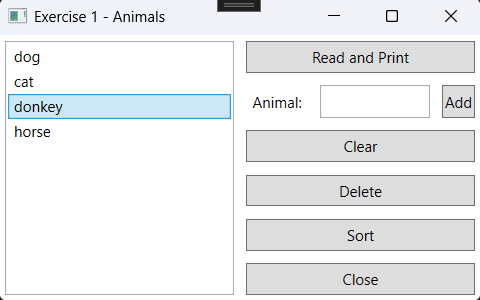 Exercise 1 - Animals
dog
cat
donkey
horse
Read and Print
Animal:
Add
Clear
Delete
Sort
Close